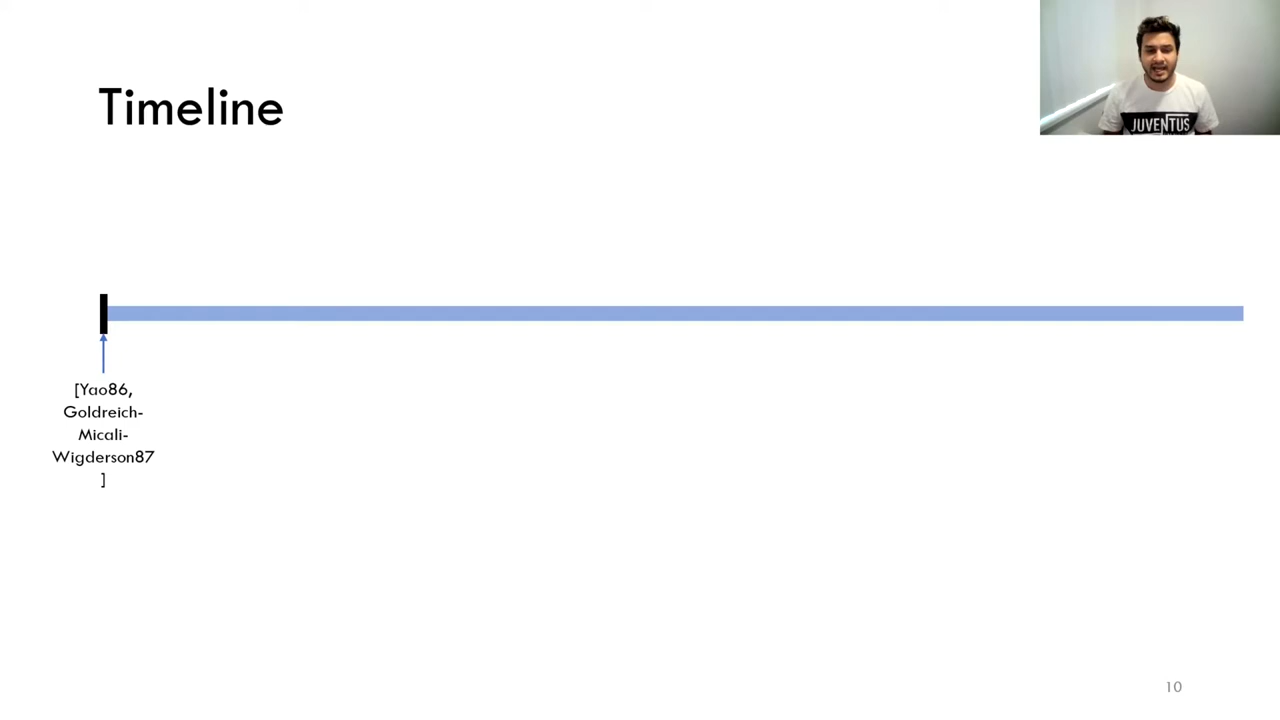 Timeline
JUVENTUS
[Yao86,
Goldreich-
Micali-
Wigderson87
]
10